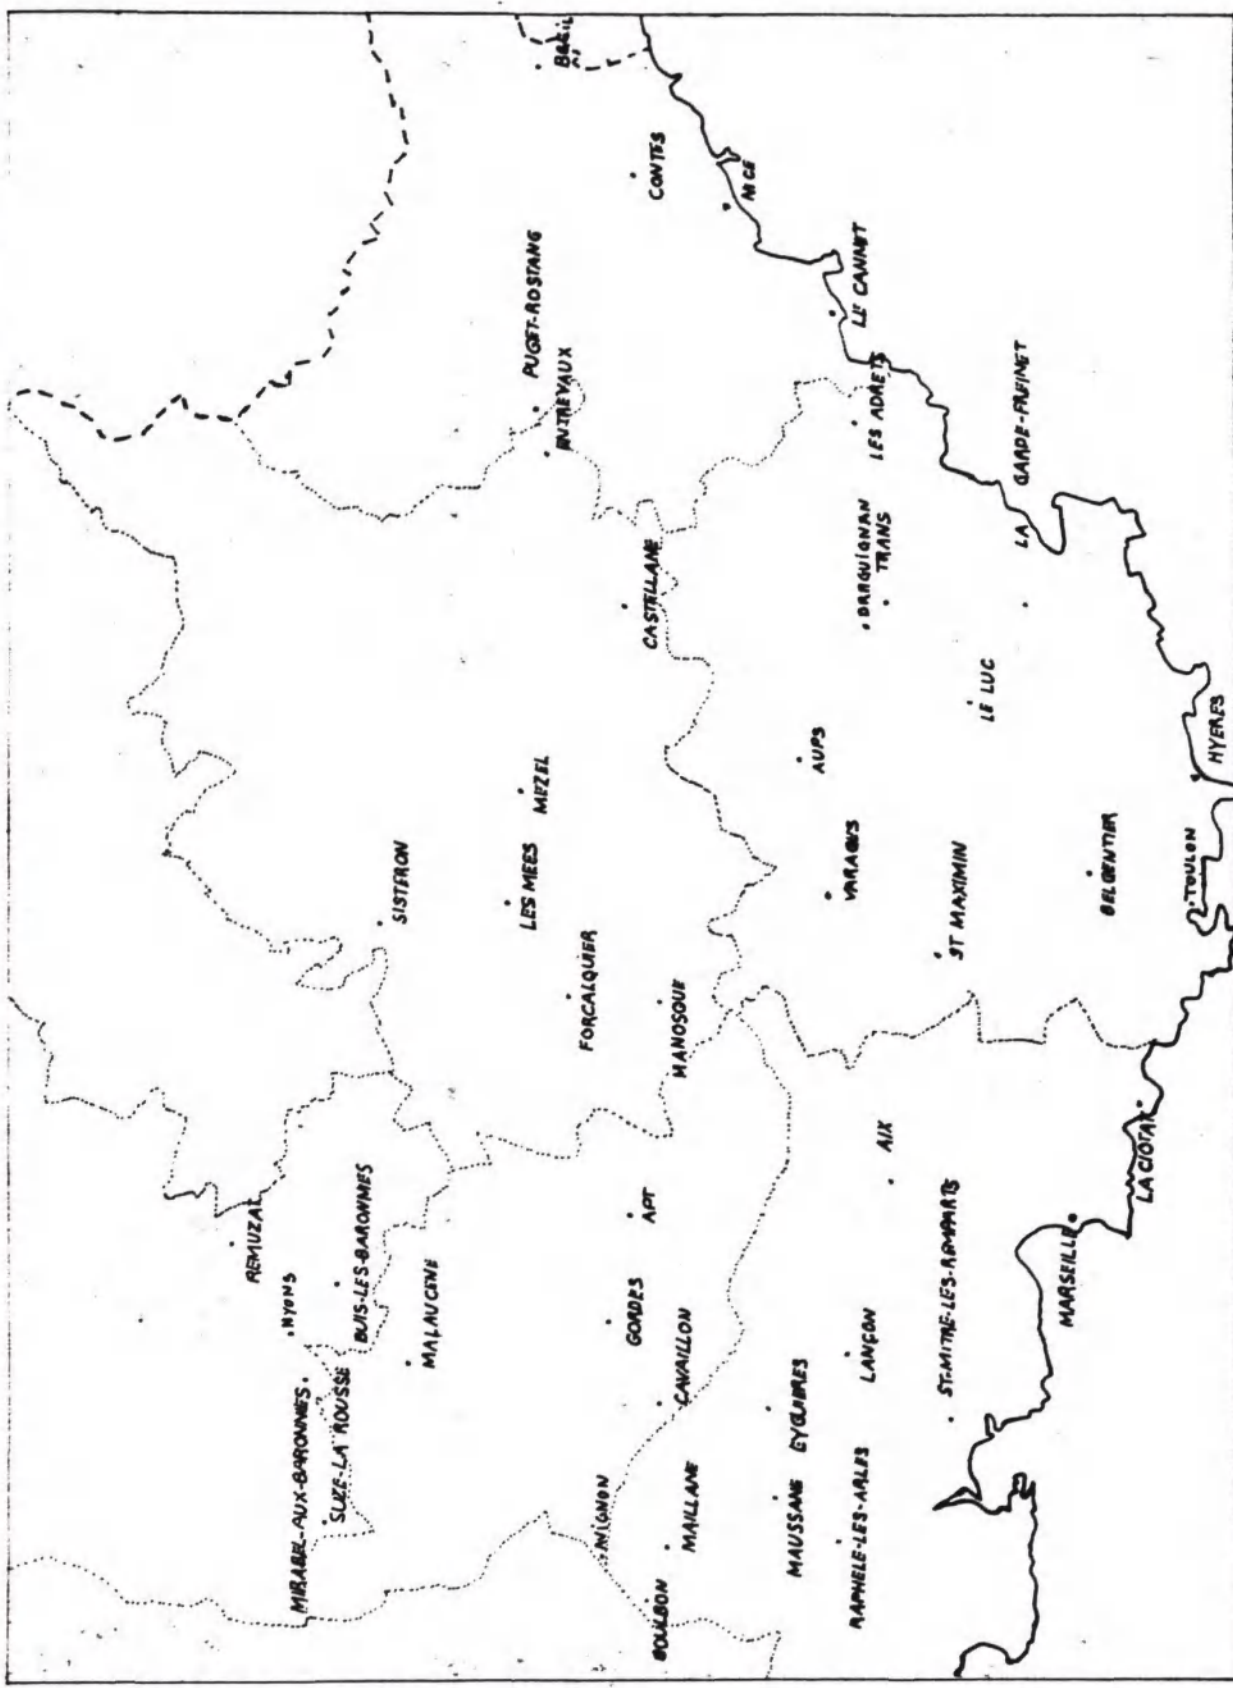 REMUZAT
NYONS
MIRABEL-AUX-BARONNIES
SUZE-LA ROUSSE
BUIS-LES-BARONNIES
MALAUCENE
SISTERON
BREIL
PUGET-ROSTANG
ENTREVAUX
LES MEES
MEZEL
FORCALQUIER
AVIGNON
GORDES
APT
CASTELLANE
CONTES
BOULBON
MAILLANE
CAVAILLON
MANOSQUE
NICE
MAUSSANE
EYGUIERES
AUPS
RAPHELE-LES-ARLES
LANÇON
VARAGES
LE CANNET
AIX
DRAGUIGNAN
TRANS
LES ADRETS
ST-MITRE-LES-REMPARTS
ST MAXIMIN
LE LUC
LA GARDE-FREINET
MARSEILLE
BELGENTIER
LA CIOTAT
TOULON
HYERES